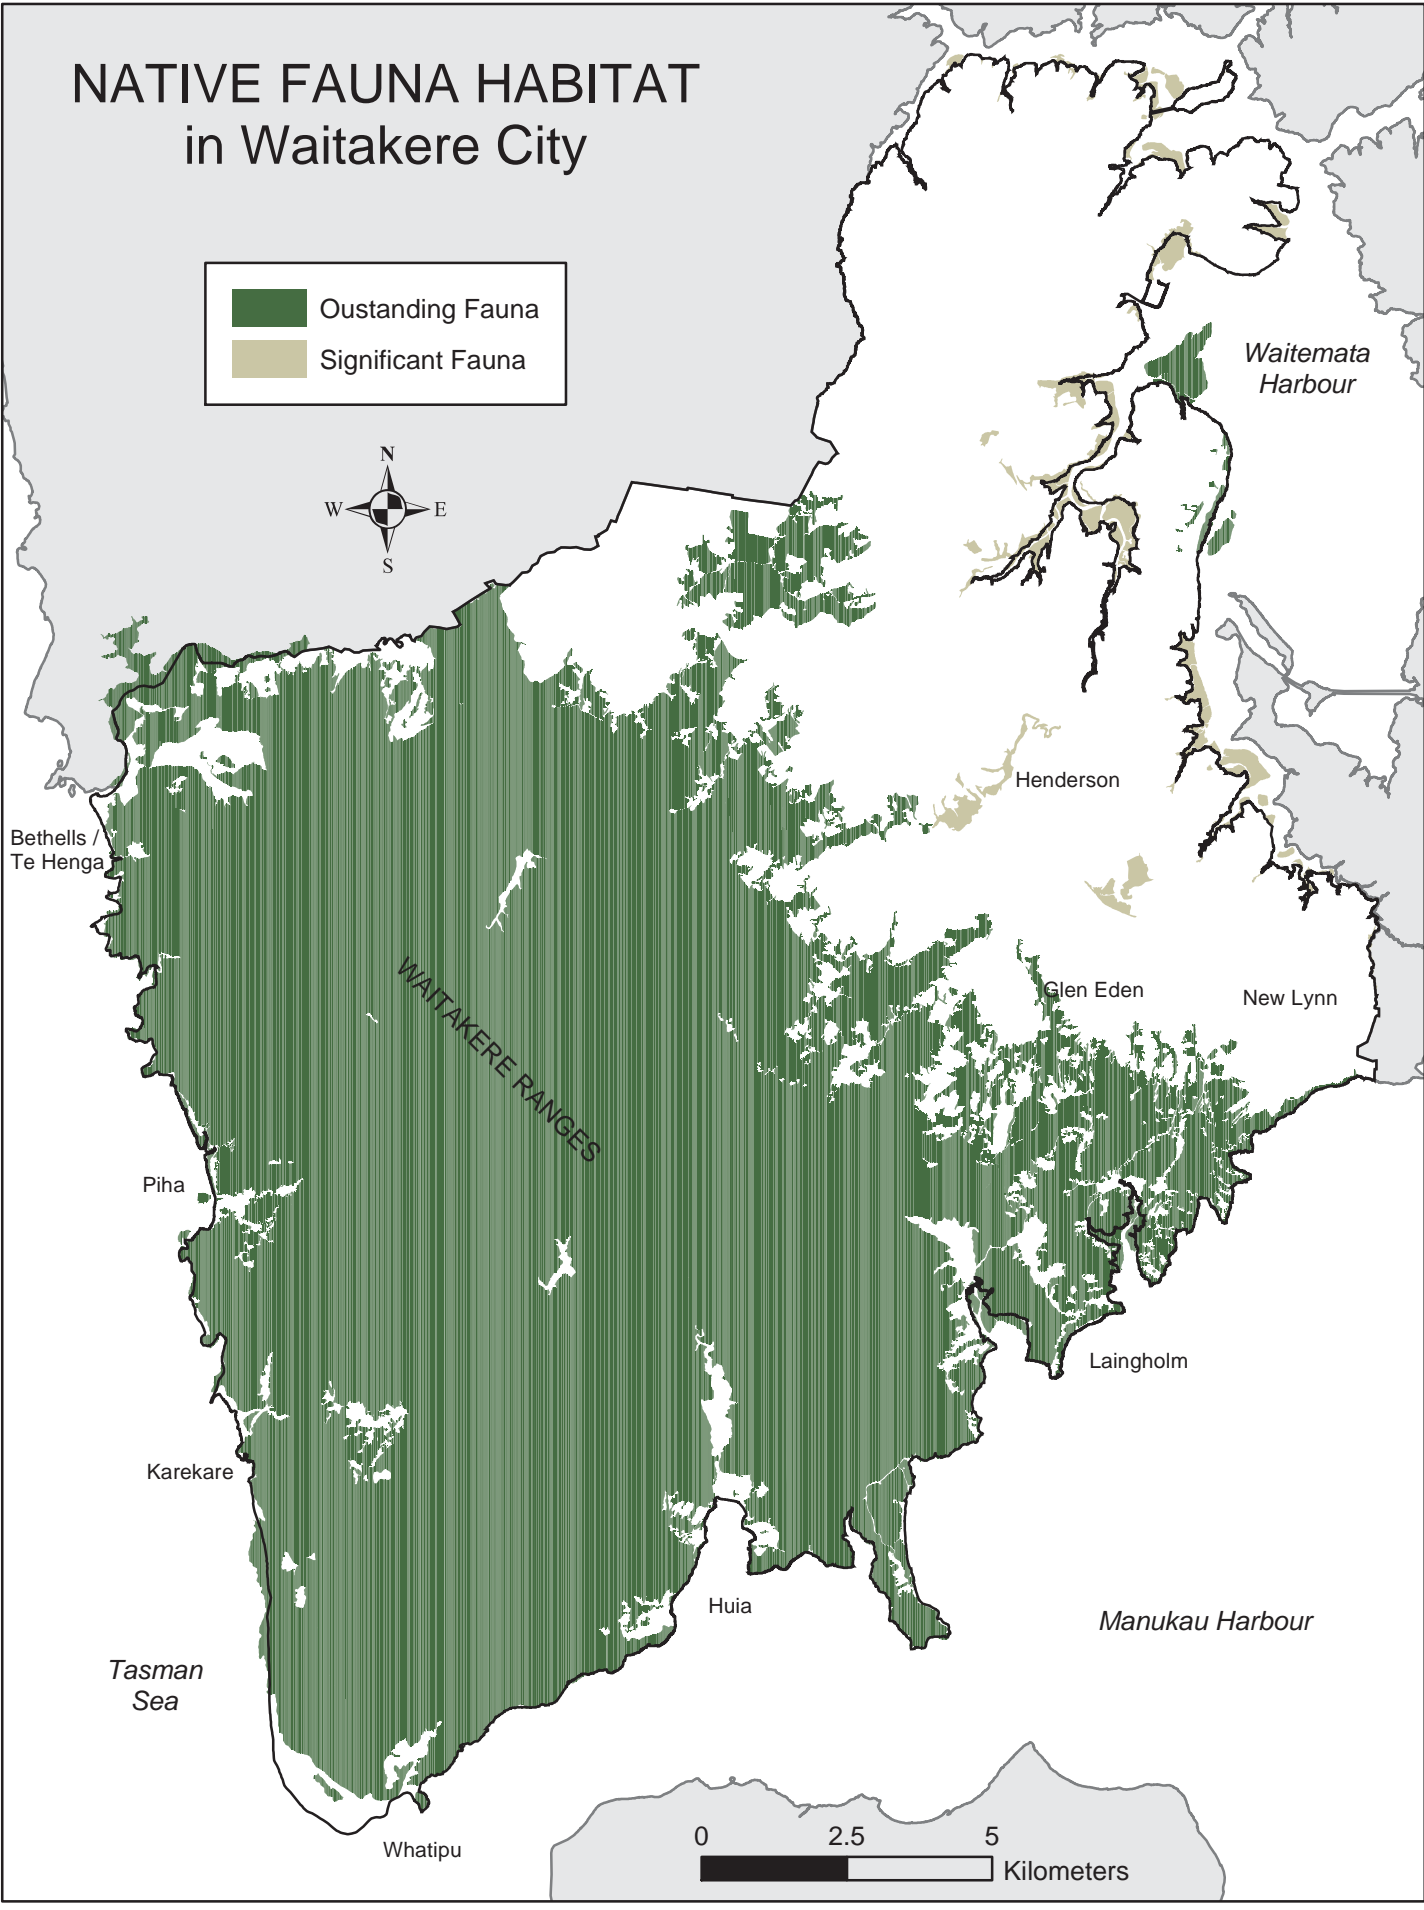 NATIVE FAUNA HABITAT
in Waitakere City
Oustanding Fauna
Significant Fauna
N
W
E
S
Waitemata
Harbour
Henderson
Bethells /
Te Henga
WAITAKERE RANGES
Glen Eden
New Lynn
Piha
Laingholm
Karekare
Huia
Manukau Harbour
Tasman
Sea
Whatipu
0
2.5
5
Kilometers